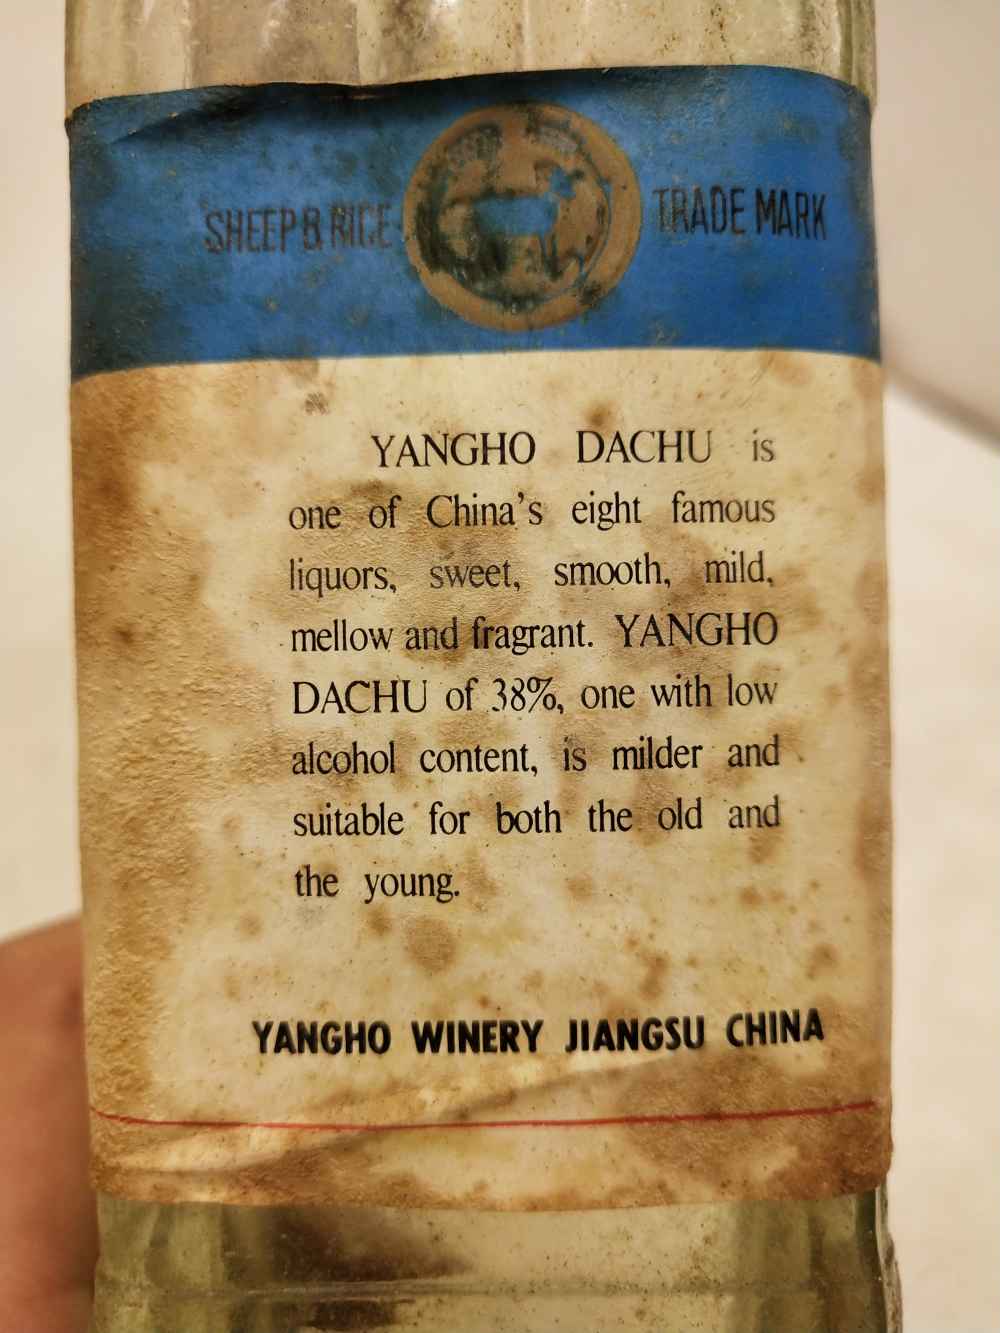 SHEEP B RICE TRADE MARK
YANGHO DACHU is
one of China's eight famous
liquors, sweet, smooth, mild,
mellow and fragrant. YANGHO
DACHU of 38%, one with low
alcohol content, is milder and
suitable for both the old and
the young.
YANGHO WINERY JIANGSU CHINA